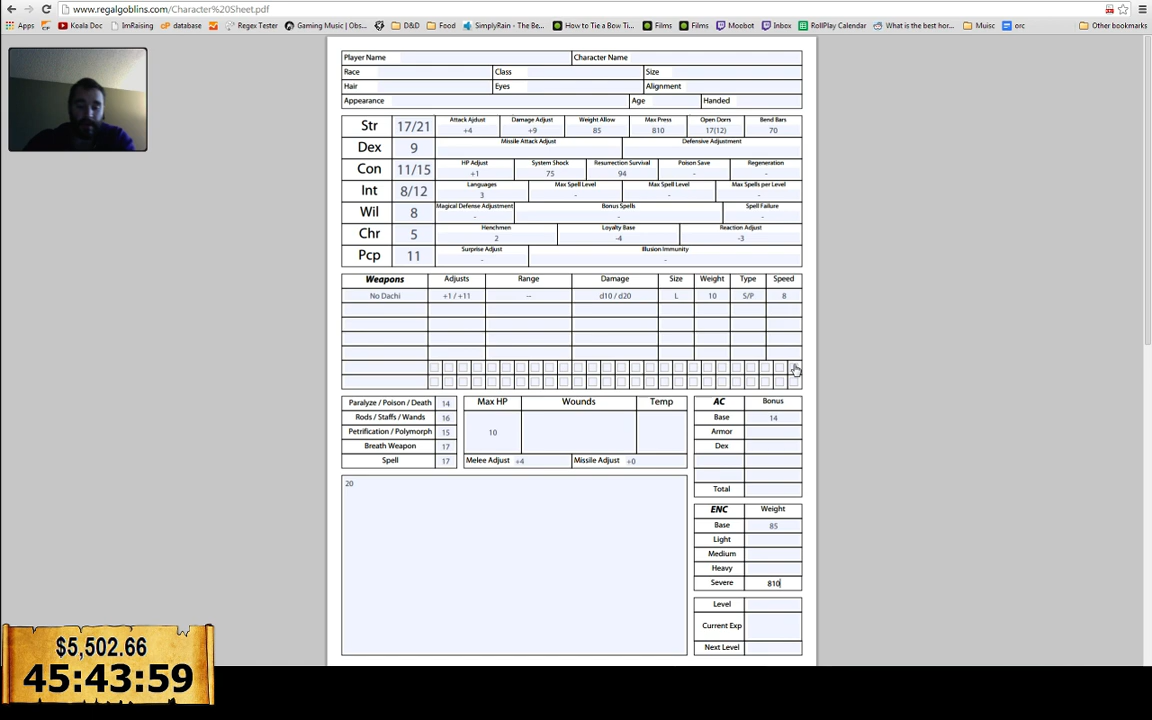 www.regalgoblins.com/Character%20Sheet.pdf
Apps Koala Doc ImRaising cp database Regex Tester Gaming Music | Obs... D&D Food SimplyRain - The Be... How to Tie a Bow Ti... Films Films Moobot Inbox RollPlay Calendar What is the best hor... Muisc orc Other bookmarks
Player Name Character Name
Race Class Size
Hair Eyes Alignment
Appearance Age Handed
Str 17/21 Attack Ajdust +4 Damage Adjust +9 Weight Allow 85 Max Press 810 Open Dorrs 17(12) Bend Bars 70
Dex 9 Missile Attack Adjust Defensive Adjustment
Con 11/15 HP Adjust +1 System Shock 75 Resurrection Survival 94 Poison Save - Regeneration -
Int 8/12 Languages 3 Max Spell Level - Max Spell Level - Max Spells per Level -
Wil 8 Magical Defense Adjustment - Bonus Spells - Spell Failure -
Chr 5 Henchmen 2 Loyalty Base -4 Reaction Adjust -3
Pcp 11 Surprise Adjust - Illusion Immunity -
Weapons Adjusts Range Damage Size Weight Type Speed
No Dachi +1 / +11 -- d10 / d20 L 10 S/P 8
Paralyze / Poison / Death 14
Rods / Staffs / Wands 16
Petrification / Polymorph 15
Breath Weapon 17
Spell 17
Max HP Wounds Temp
10
Melee Adjust +4 Missile Adjust +0
AC Bonus
Base 14
Armor
Dex
Total
20
ENC Weight
Base 85
Light
Medium
Heavy
Severe 810
Level
Current Exp
Next Level
$5,502.66
45:43:59